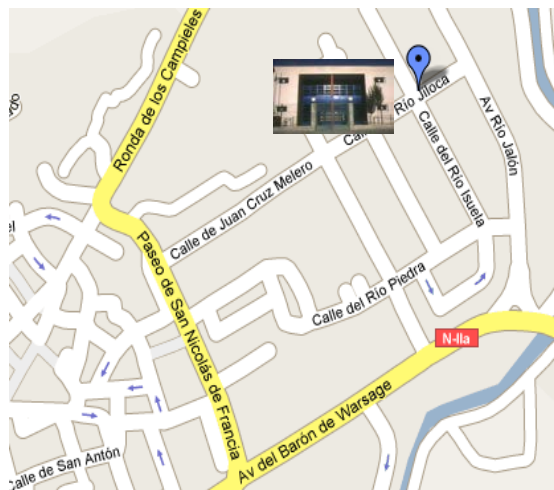 Ronda de los Campieles
Río Jiloca
Av Río Jalón
Calle del Río Isuela
Calle de Juan Cruz Melero
Paseo de San Nicolás de Francia
Calle del Río Piedra
N-IIa
Av del Barón de Warsage
Calle de San Antón